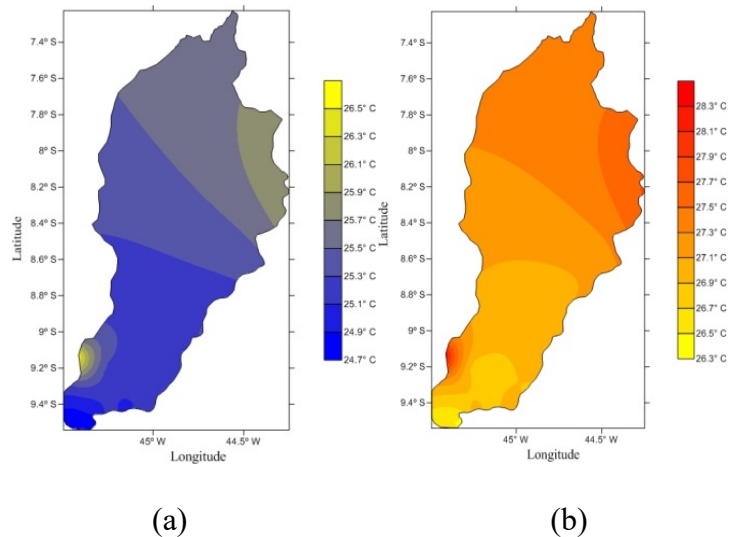 7.4° S
7.6° S
7.8° S
8° S
8.2° S
8.4° S
8.6° S
8.8° S
9° S
9.2° S
9.4° S
Latitude
45° W
44.5° W
Longitude
26.5° C
26.3° C
26.1° C
25.9° C
25.7° C
25.5° C
25.3° C
25.1° C
24.9° C
24.7° C
(a)
7.4° S
7.6° S
7.8° S
8° S
8.2° S
8.4° S
8.6° S
8.8° S
9° S
9.2° S
9.4° S
Latitude
45° W
44.5° W
Longitude
28.3° C
28.1° C
27.9° C
27.7° C
27.5° C
27.3° C
27.1° C
26.9° C
26.7° C
26.5° C
26.3° C
(b)